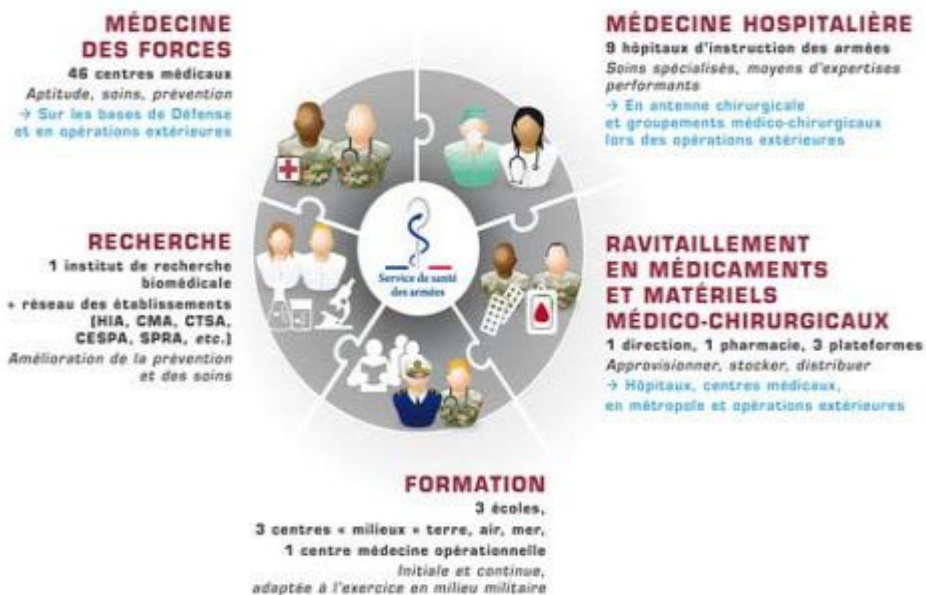 MÉDECINE
DES FORCES
46 centres médicaux
Aptitude, soins, prévention
→ Sur les bases de Défense
et en opérations extérieures
MÉDECINE HOSPITALIÈRE
9 hôpitaux d'instruction des armées
Soins spécialisés, moyens d'expertises
performants
→ En antenne chirurgicale
et groupements médico-chirurgicaux
lors des opérations extérieures
RECHERCHE
1 institut de recherche
biomédicale
+ réseau des établissements
(HIA, CMA, CTSA,
CESPA, SPRA, etc.)
Amélioration de la prévention
et des soins
Service de santé
des armées
RAVITAILLEMENT
EN MÉDICAMENTS
ET MATÉRIELS
MÉDICO-CHIRURGICAUX
1 direction, 1 pharmacie, 3 plateformes
Approvisionner, stocker, distribuer
→ Hôpitaux, centres médicaux,
en métropole et opérations extérieures
FORMATION
3 écoles,
3 centres « milieux » terre, air, mer,
1 centre médecine opérationnelle
Initiale et continue,
adaptée à l'exercice en milieu militaire